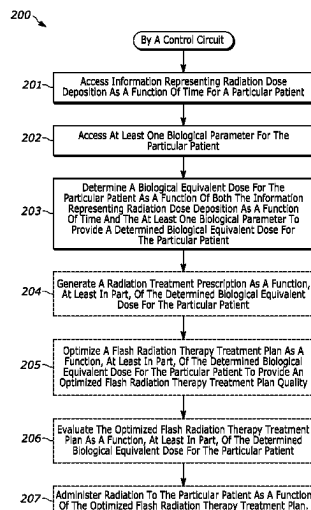 200
By A Control Circuit
201
Access Information Representing Radiation Dose
Deposition As A Function Of Time For A Particular
Patient
202
Access At Least One Biological Parameter For The
Particular Patient
203
Determine A Biological Equivalent Dose For The
Particular Patient As A Function Of Both The Information
Representing Radiation Dose Deposition As A Function
Of Time And The At Least One Biological Parameter To
Provide A Determined Biological Equivalent Dose For
The Particular Patient
204
Generate A Radiation Treatment Prescription As A Function,
At Least In Part, Of The Determined Biological Equivalent
Dose For The Particular Patient
205
Optimize A Flash Radiation Therapy Treatment Plan As A
Function, At Least In Part, Of The Determined Biological
Equivalent Dose For The Particular Patient To Provide An
Optimized Flash Radiation Therapy Treatment Plan Quality
206
Evaluate The Optimized Flash Radiation Therapy Treatment
Plan As A Function, At Least In Part, Of The Determined
Biological Equivalent Dose For The Particular Patient
207
Administer Radiation To The Particular Patient As A Function
Of The Optimized Flash Radiation Therapy Treatment Plan.